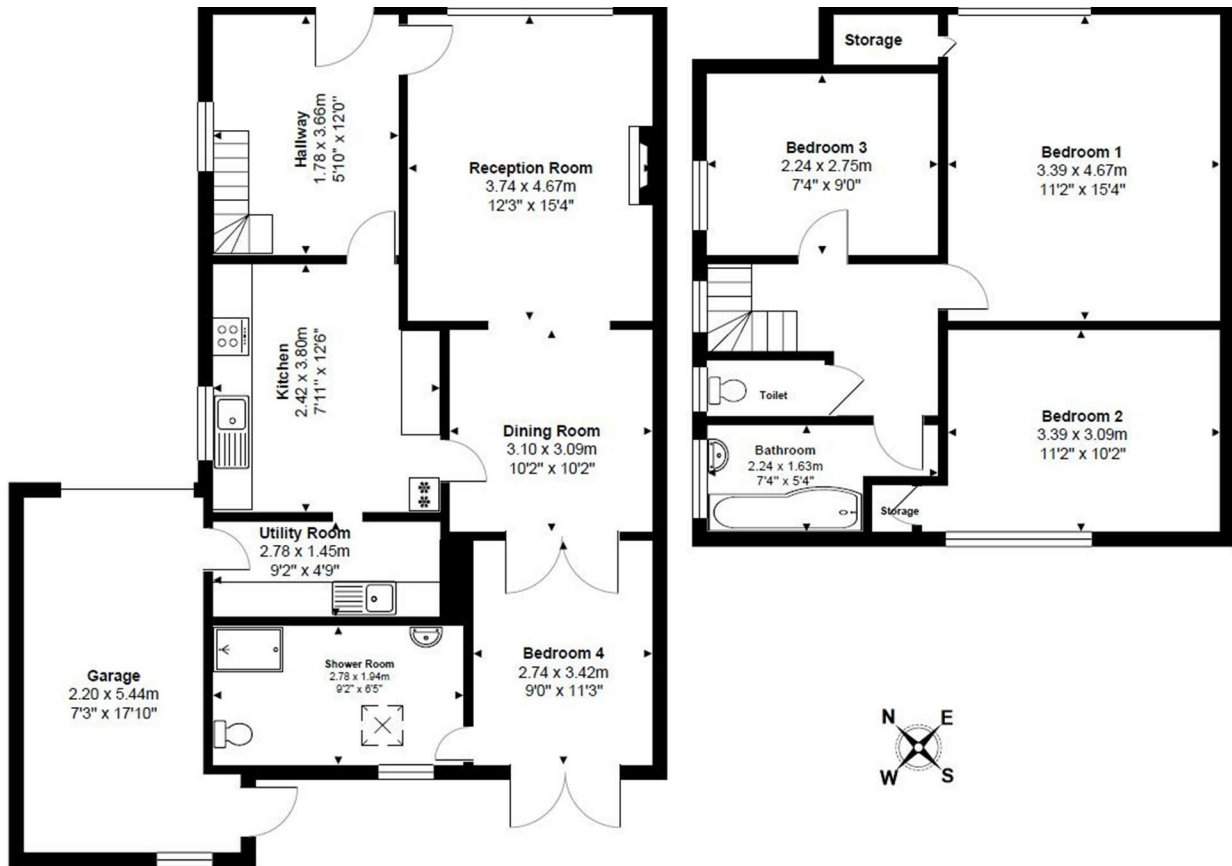 Hallway
1.78 x 3.66m
5'10" x 12'0"
Reception Room
3.74 x 4.67m
12'3" x 15'4"
Kitchen
2.42 x 3.80m
7'11" x 12'6"
Dining Room
3.10 x 3.09m
10'2" x 10'2"
Utility Room
2.78 x 1.45m
9'2" x 4'9"
Garage
2.20 x 5.44m
7'3" x 17'10"
Shower Room
2.78 x 1.94m
9'2" x 6'5"
Bedroom 4
2.74 x 3.42m
9'0" x 11'3"
Storage
Bedroom 3
2.24 x 2.75m
7'4" x 9'0"
Bedroom 1
3.39 x 4.67m
11'2" x 15'4"
Toilet
Bathroom
2.24 x 1.63m
7'4" x 5'4"
Bedroom 2
3.39 x 3.09m
11'2" x 10'2"
Storage
N E
W S